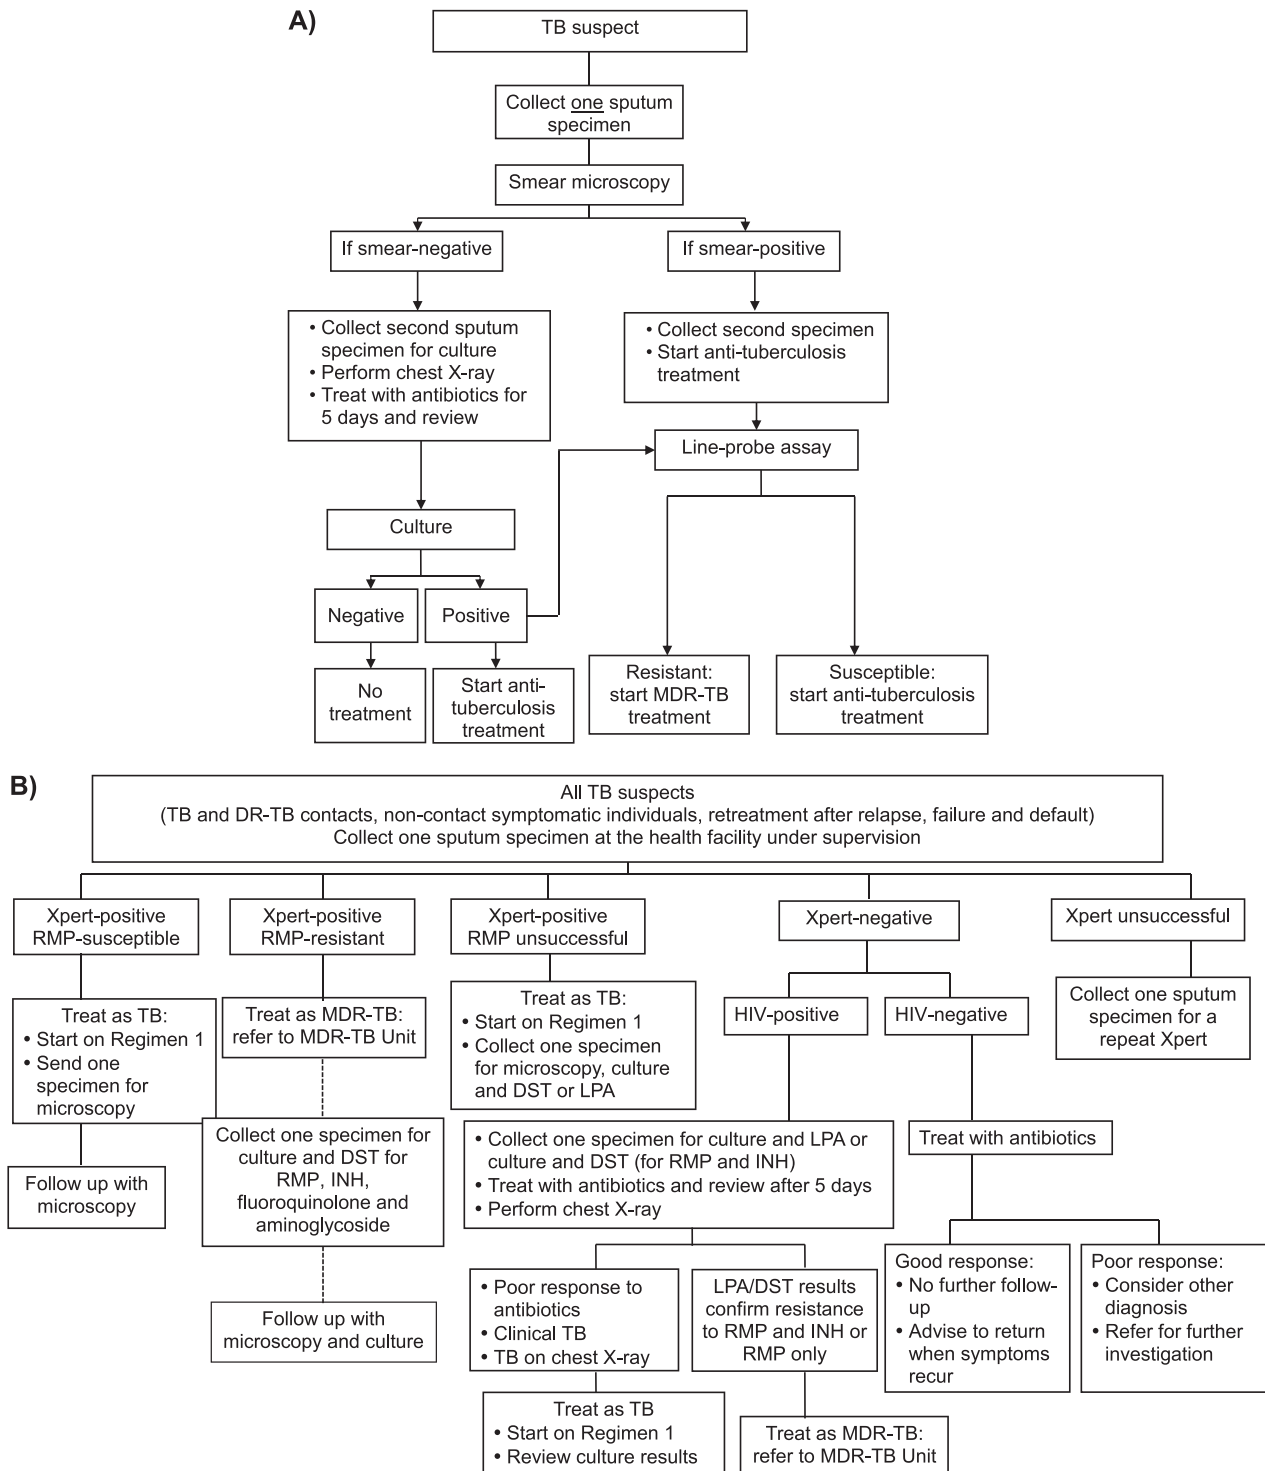 A)
TB suspect
Collect one sputum
specimen
Smear microscopy
If smear-negative
If smear-positive
• Collect second sputum
specimen for culture
• Perform chest X-ray
• Treat with antibiotics for
5 days and review
• Collect second specimen
• Start anti-tuberculosis
treatment
Line-probe assay
Culture
Negative
Positive
No
treatment
Start anti-
tuberculosis
treatment
Resistant:
start MDR-TB
treatment
Susceptible:
start anti-tuberculosis
treatment
B)
All TB suspects
(TB and DR-TB contacts, non-contact symptomatic individuals, retreatment after relapse, failure and default)
Collect one sputum specimen at the health facility under supervision
Xpert-positive
RMP-susceptible
Xpert-positive
RMP-resistant
Xpert-positive
RMP unsuccessful
Xpert-negative
Xpert unsuccessful
Treat as TB:
• Start on Regimen 1
• Send one
specimen for
microscopy
Treat as MDR-TB:
refer to MDR-TB Unit
Treat as TB:
• Start on Regimen 1
• Collect one specimen
for microscopy, culture
and DST or LPA
HIV-positive
HIV-negative
Collect one sputum
specimen for a
repeat Xpert
Follow up with
microscopy
Collect one specimen for
culture and DST for
RMP, INH,
fluoroquinolone and
aminoglycoside
• Collect one specimen for culture and LPA or
culture and DST (for RMP and INH)
• Treat with antibiotics and review after 5 days
• Perform chest X-ray
Treat with antibiotics
Follow up with
microscopy and culture
• Poor response to
antibiotics
• Clinical TB
• TB on chest X-ray
LPA/DST results
confirm resistance
to RMP and INH or
RMP only
Good response:
• No further follow-
up
• Advise to return
when symptoms
recur
Poor response:
• Consider other
diagnosis
• Refer for further
investigation
Treat as TB
• Start on Regimen 1
• Review culture results
Treat as MDR-TB:
refer to MDR-TB Unit